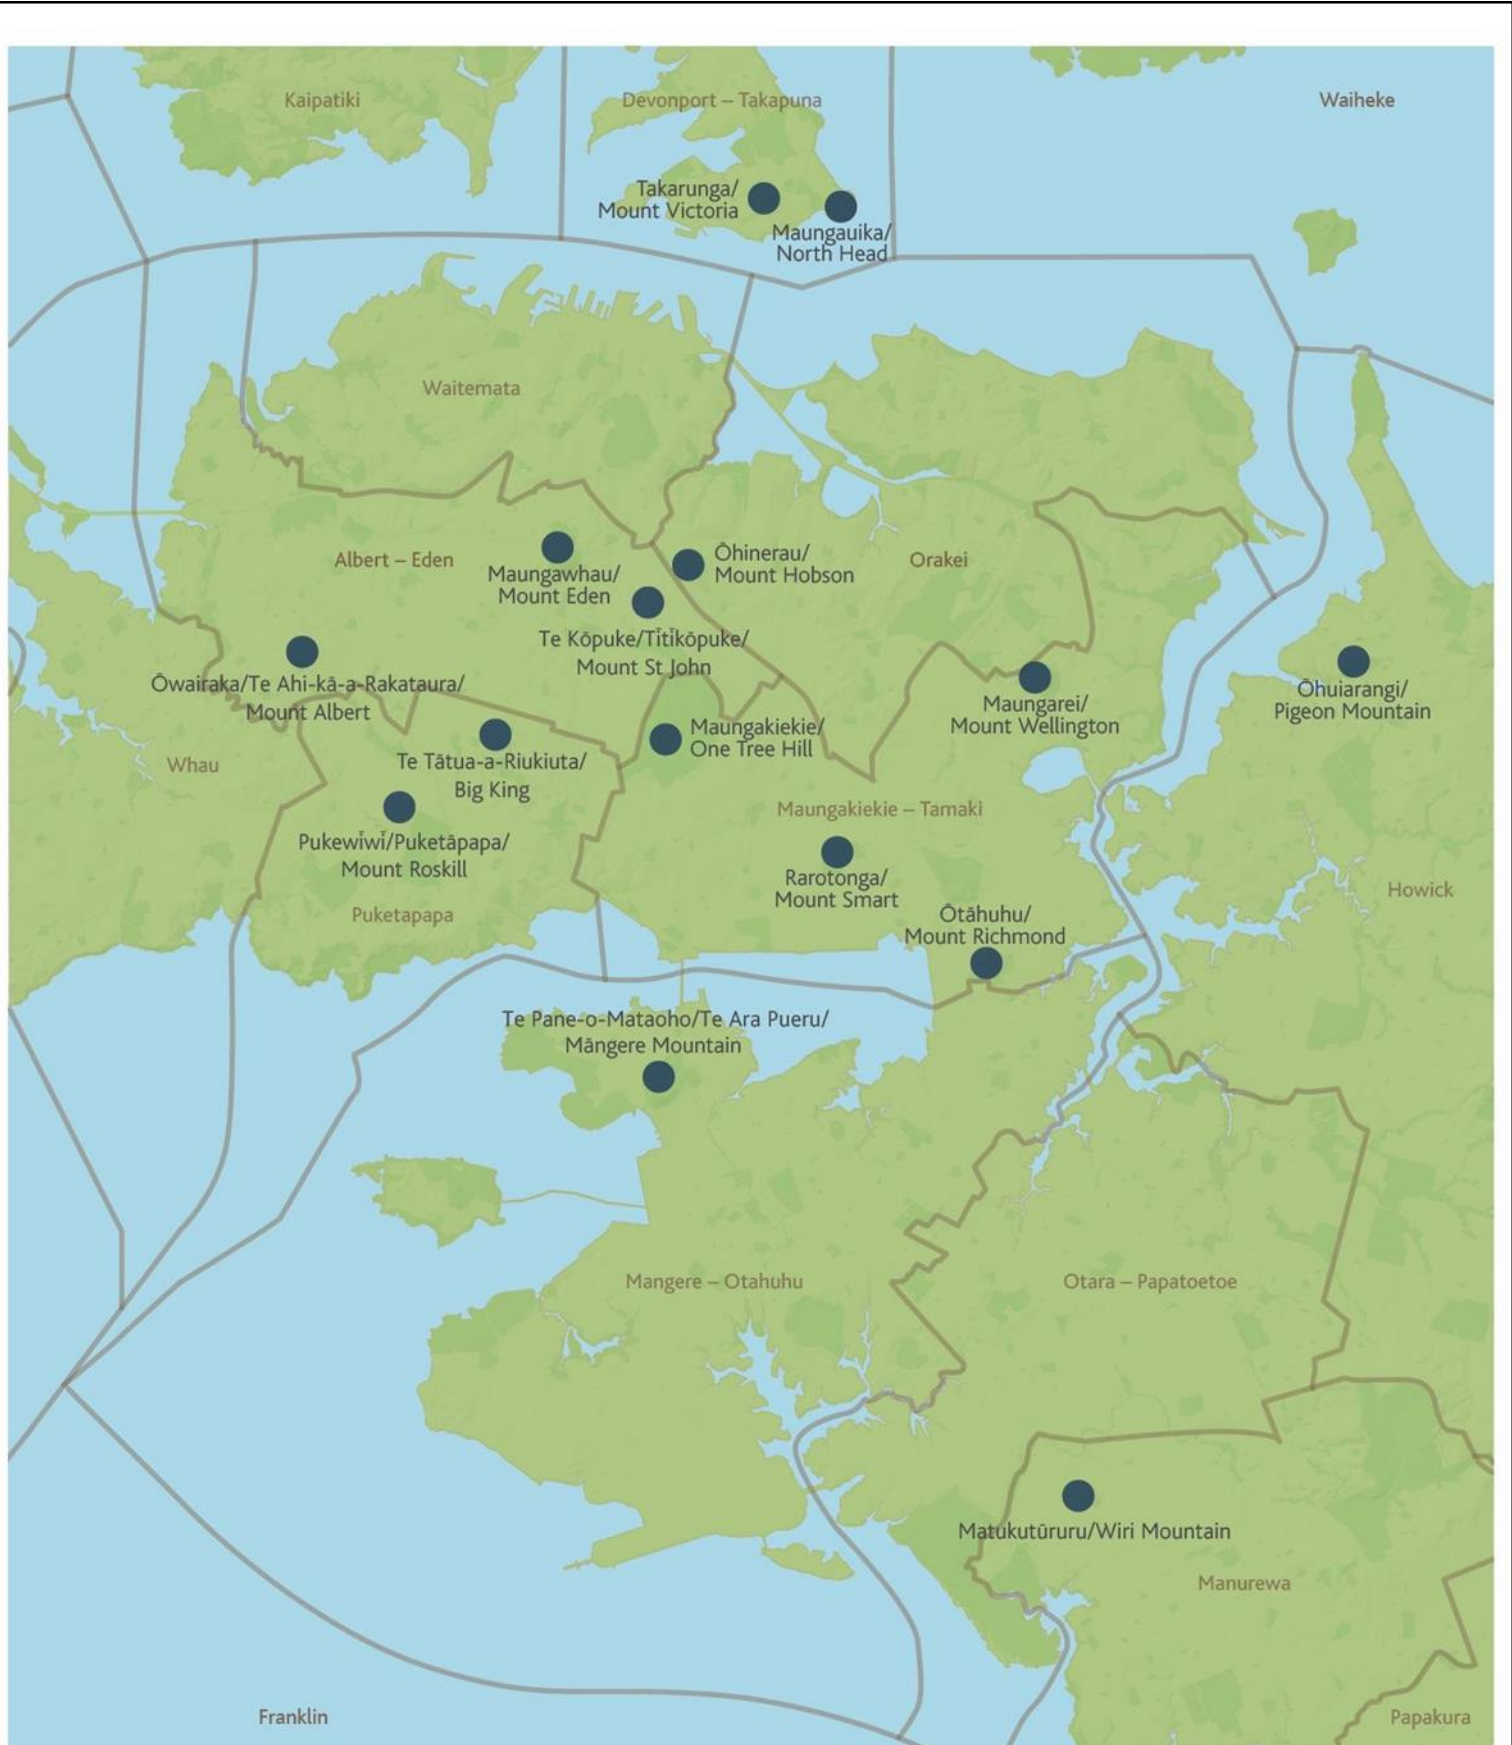 Kaipatiki
Devonport – Takapuna
Waiheke
Takarunga/
Mount Victoria
Maungauika/
North Head
Waitemata
Albert – Eden
Maungawhau/
Mount Eden
Ōhinerau/
Mount Hobson
Orakei
Te Kōpuke/Tītīkōpuke/
Mount St John
Ōwairaka/Te Ahi-kā-a-Rakataura/
Mount Albert
Maungarei/
Mount Wellington
Ōhuiarangi/
Pigeon Mountain
Whau
Te Tātua-a-Riukiuta/
Big King
Maungakiekie/
One Tree Hill
Maungakiekie – Tamaki
Pukewīwī/Puketāpapa/
Mount Roskill
Rarotonga/
Mount Smart
Howick
Puketapapa
Ōtāhuhu/
Mount Richmond
Te Pane-o-Mataoho/Te Ara Pueru/
Māngere Mountain
Mangere – Otahuhu
Otara – Papatoetoe
Matukutūruru/Wiri Mountain
Manurewa
Franklin
Papakura